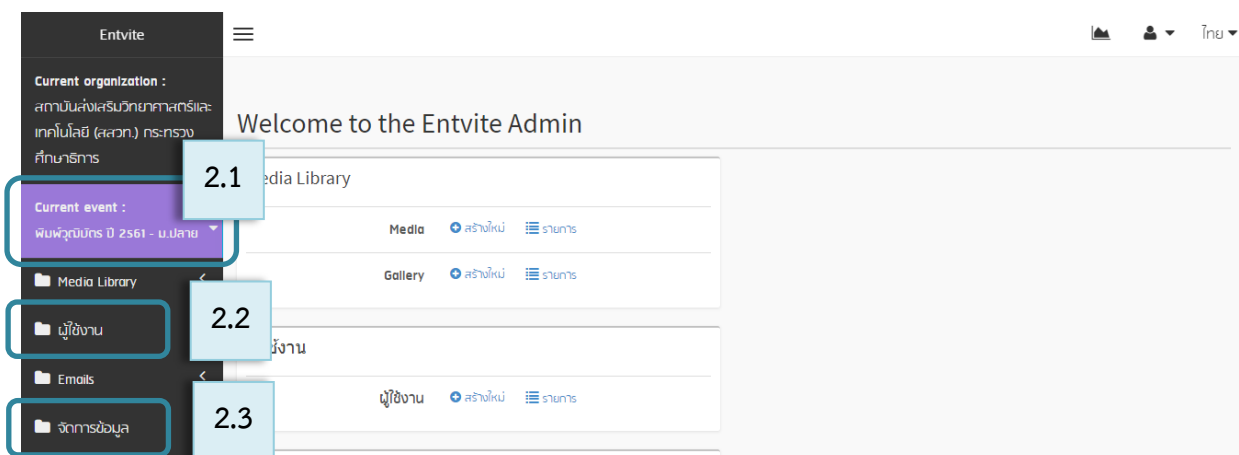 Entvite
ไทย
Current organization :
สถาบันส่งเสริมวิทยาศาสตร์และ
เทคโนโลยี (สสวท.) กระทรวง
ศึกษาธิการ
Welcome to the Entvite Admin
2.1
edia Library
Current event :
พิมพ์วุฒิบัตร ปี 2561 - ม.ปลาย
Media สร้างใหม่ รายการ
Gallery สร้างใหม่ รายการ
Media Library
2.2
ผู้ใช้งาน
ช้งาน
Emails
ผู้ใช้งาน สร้างใหม่ รายการ
2.3
จัดการข้อมูล